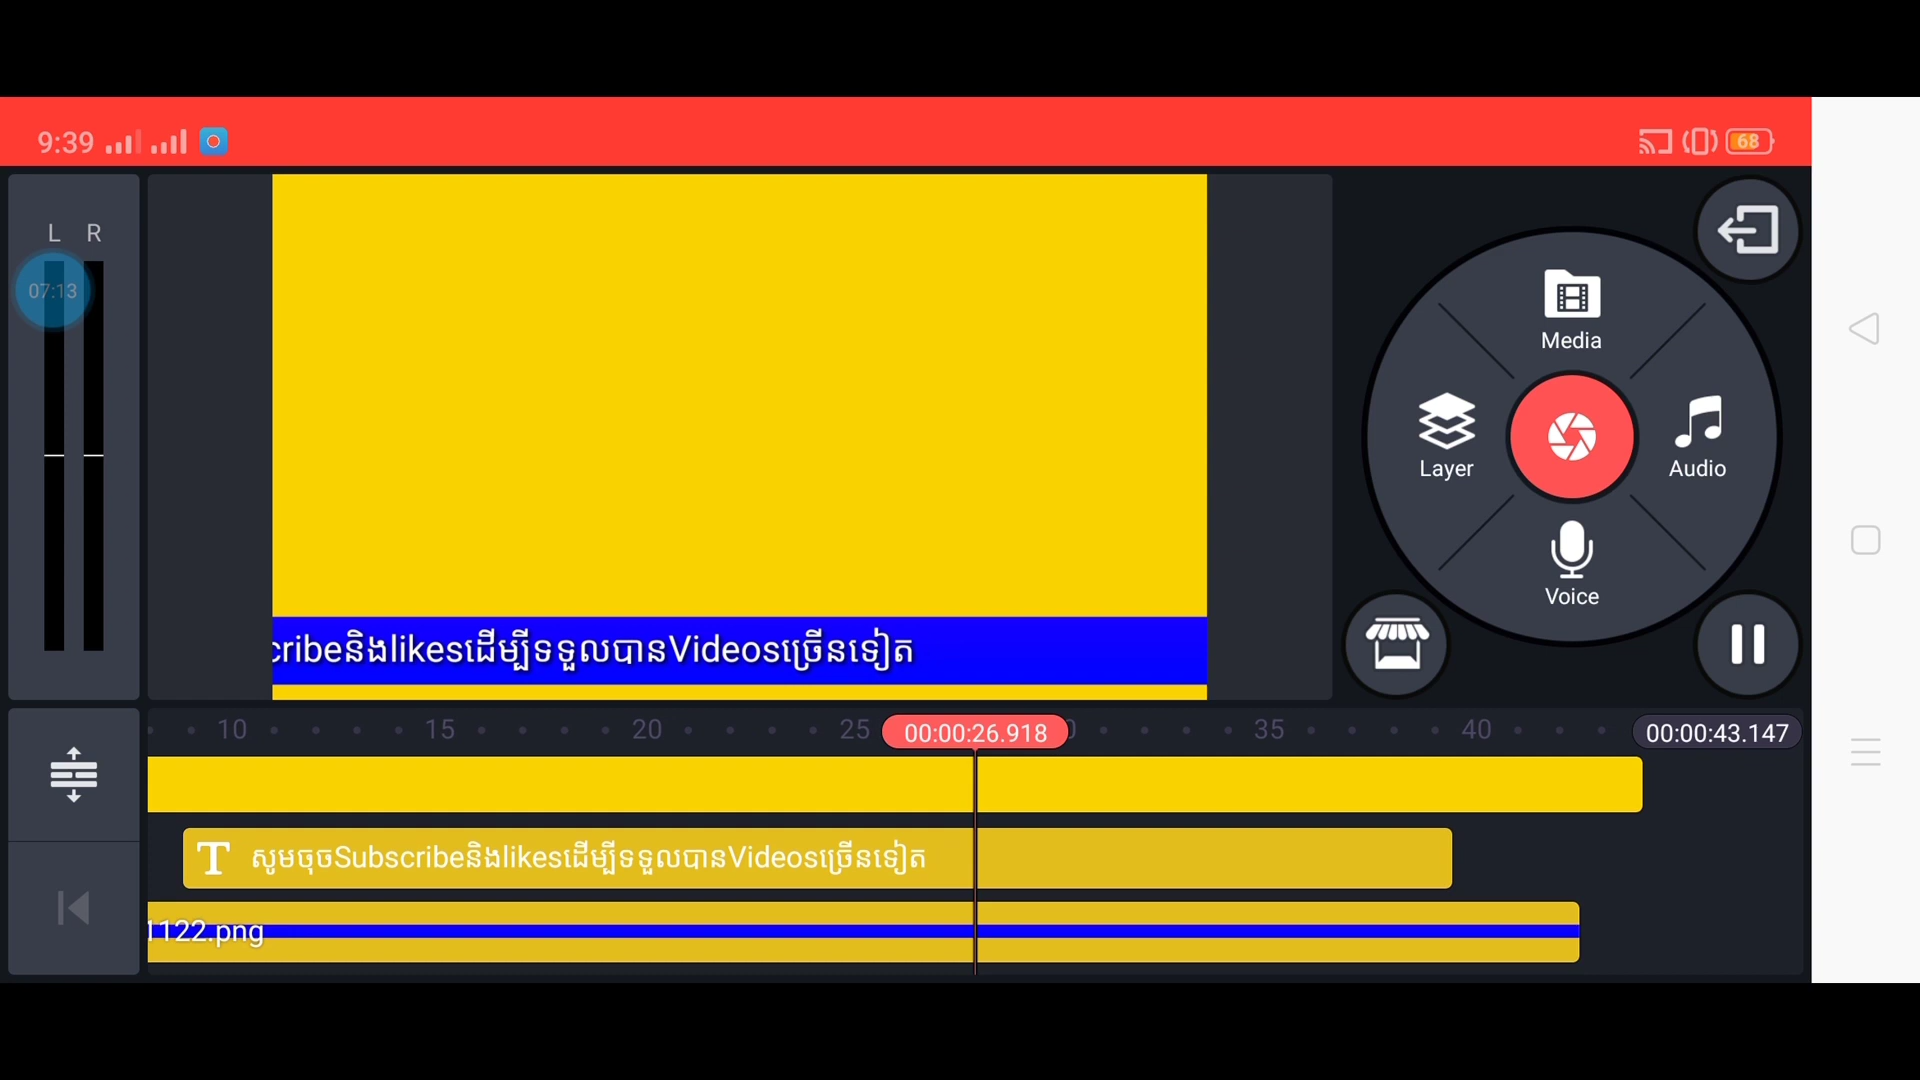 9:39
68
L R
07:13
Media
Layer
Audio
Voice
cribeនិងlikesដើម្បីទទួលបានVideosច្រើនទៀត
10 15 20 25 00:00:26.918 35 40 00:00:43.147
T សូមចុចSubscribeនិងlikesដើម្បីទទួលបានVideosច្រើនទៀត
1122.png